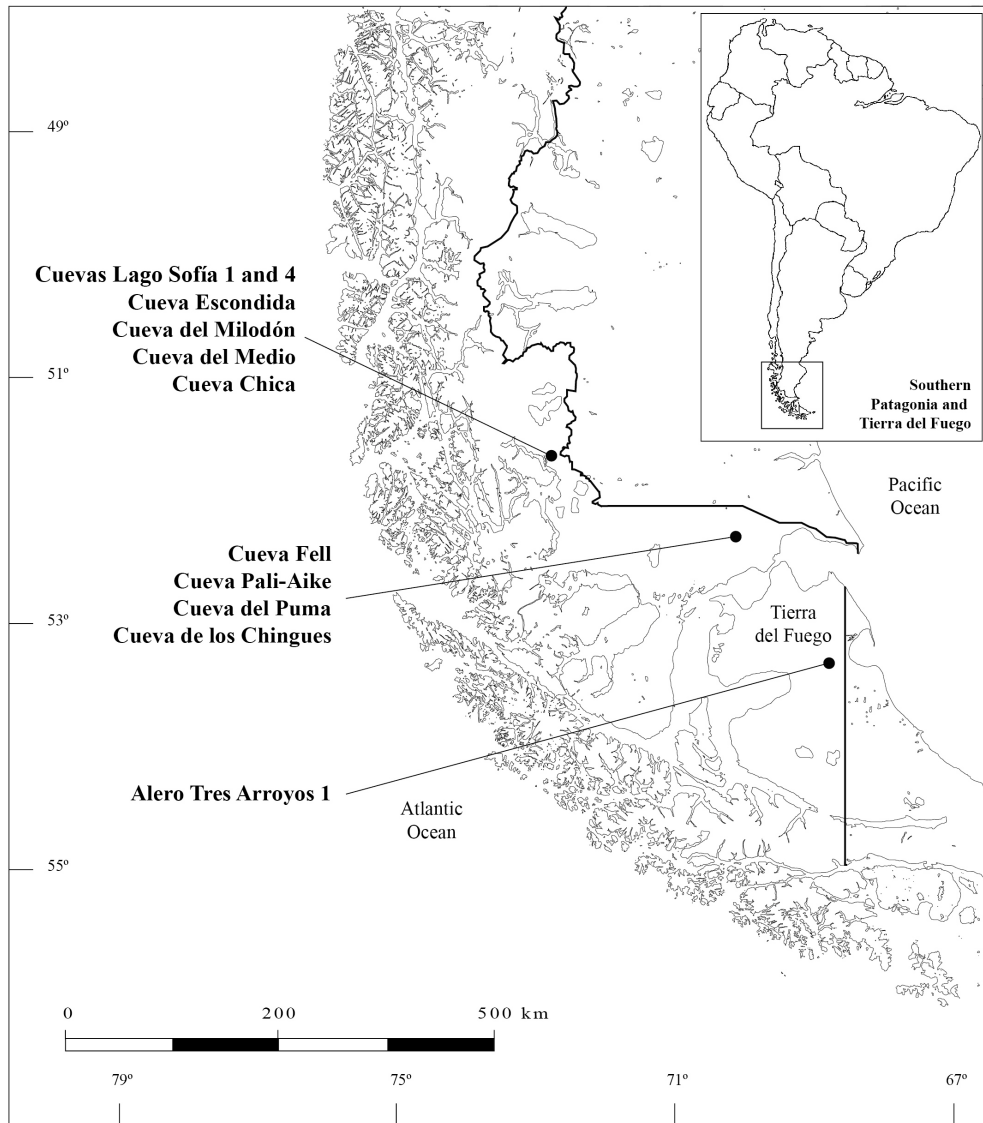 49º
Cuevas Lago Sofía 1 and 4
Cueva Escondida
Cueva del Milodón
Cueva del Medio
Cueva Chica
51º
Southern
Patagonia and
Tierra del Fuego
Pacific
Ocean
Cueva Fell
Cueva Pali-Aike
Cueva del Puma
Cueva de los Chingues
53º
Tierra
del Fuego
Alero Tres Arroyos 1
Atlantic
Ocean
55º
0 200 500 km
79º 75º 71º 67º